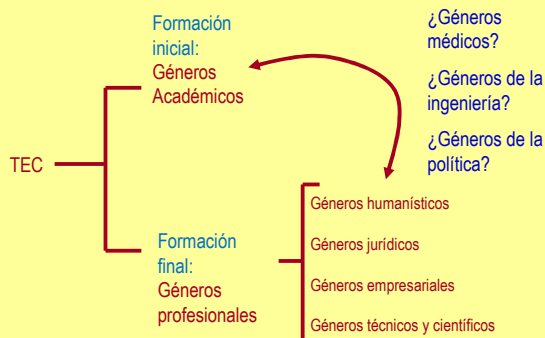 TEC
Formación
inicial:
Géneros
Académicos
¿Géneros
médicos?
¿Géneros de la
ingeniería?
¿Géneros de la
política?
Formación
final:
Géneros
profesionales
Géneros humanísticos
Géneros jurídicos
Géneros empresariales
Géneros técnicos y científicos